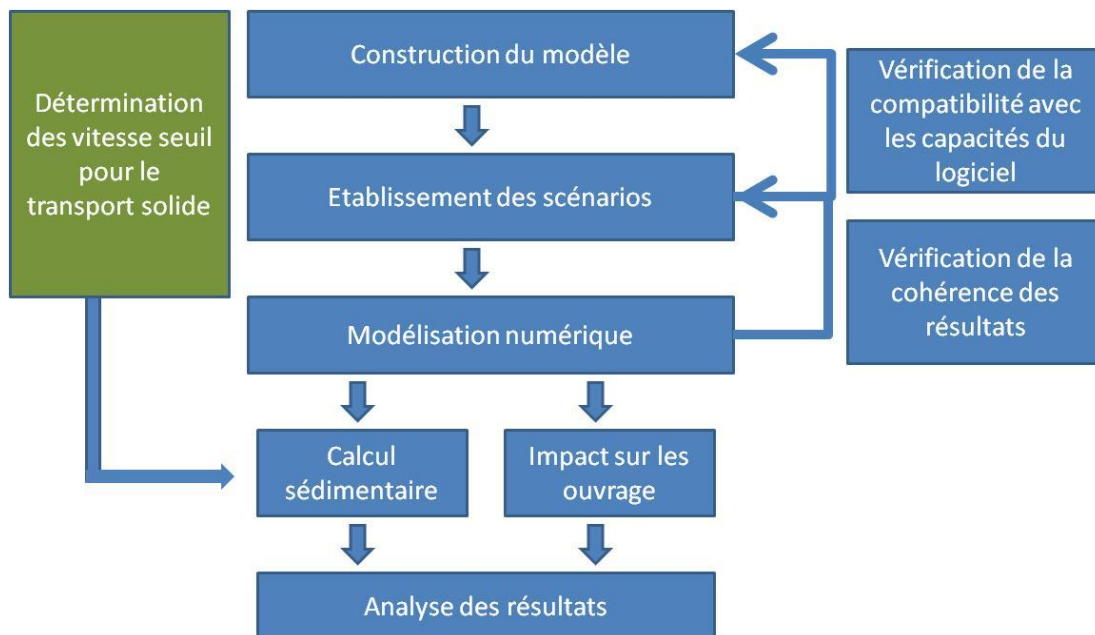 Détermination
des vitesse seuil
pour le
transport solide
Construction du modèle
Etablissement des scénarios
Modélisation numérique
Calcul
sédimentaire
Impact sur les
ouvrage
Analyse des résultats
Vérification de la
compatibilité avec
les capacités du
logiciel
Vérification de la
cohérence des
résultats